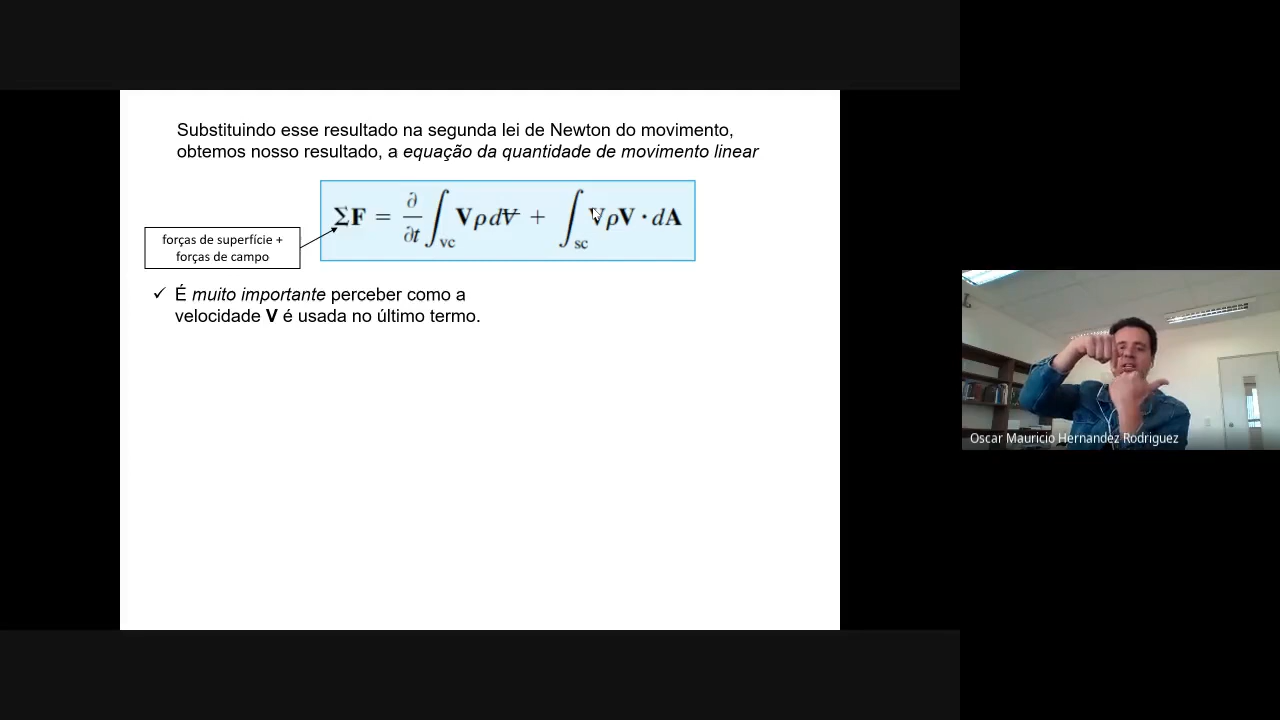 Substituindo esse resultado na segunda lei de Newton do movimento,
obtemos nosso resultado, a equação da quantidade de movimento linear
ΣF = ∂/∂t ∫vc Vρ dV̶ + ∫sc VρV · dA
forças de superfície +
forças de campo
✓ É muito importante perceber como a
velocidade V é usada no último termo.
Oscar Mauricio Hernandez Rodriguez